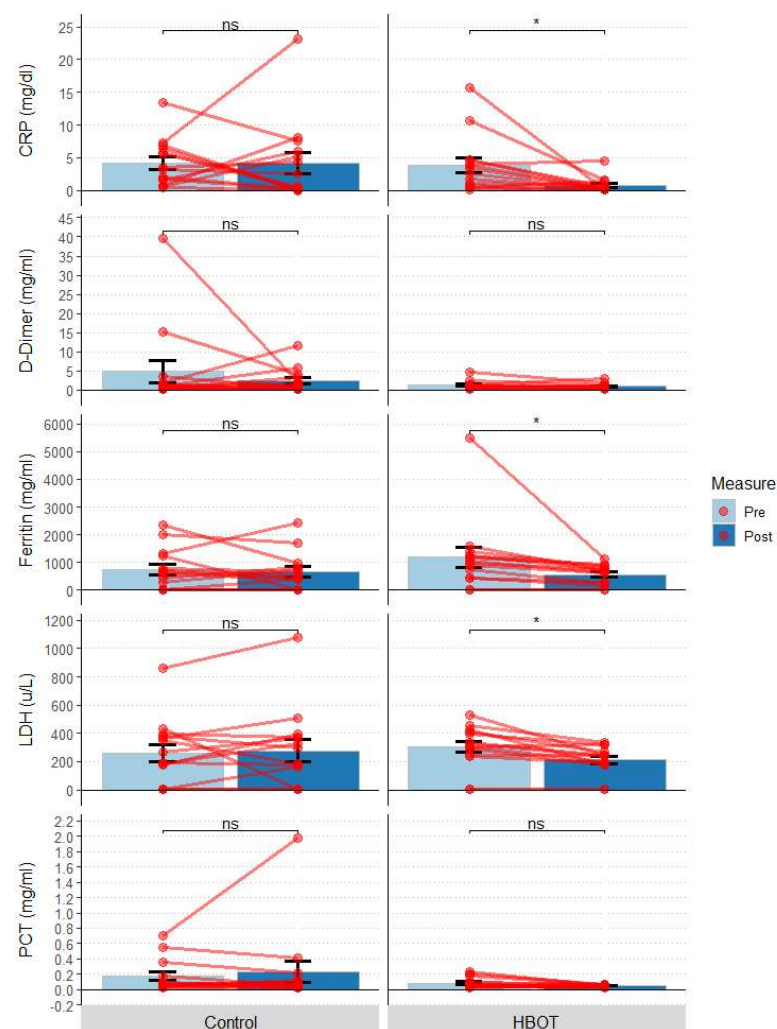 CRP (mg/dl)
25
20
15
10
5
0
ns
*
D-Dimer (mg/ml)
45
40
35
30
25
20
15
10
5
0
ns
ns
Ferritin (mg/ml)
6000
5000
4000
3000
2000
1000
0
ns
*
LDH (u/L)
1200
1000
800
600
400
200
0
ns
*
PCT (mg/ml)
2.2
2.0
1.8
1.6
1.4
1.2
1.0
0.8
0.6
0.4
0.2
0.0
-0.2
ns
ns
Control
HBOT
Measure
Pre
Post